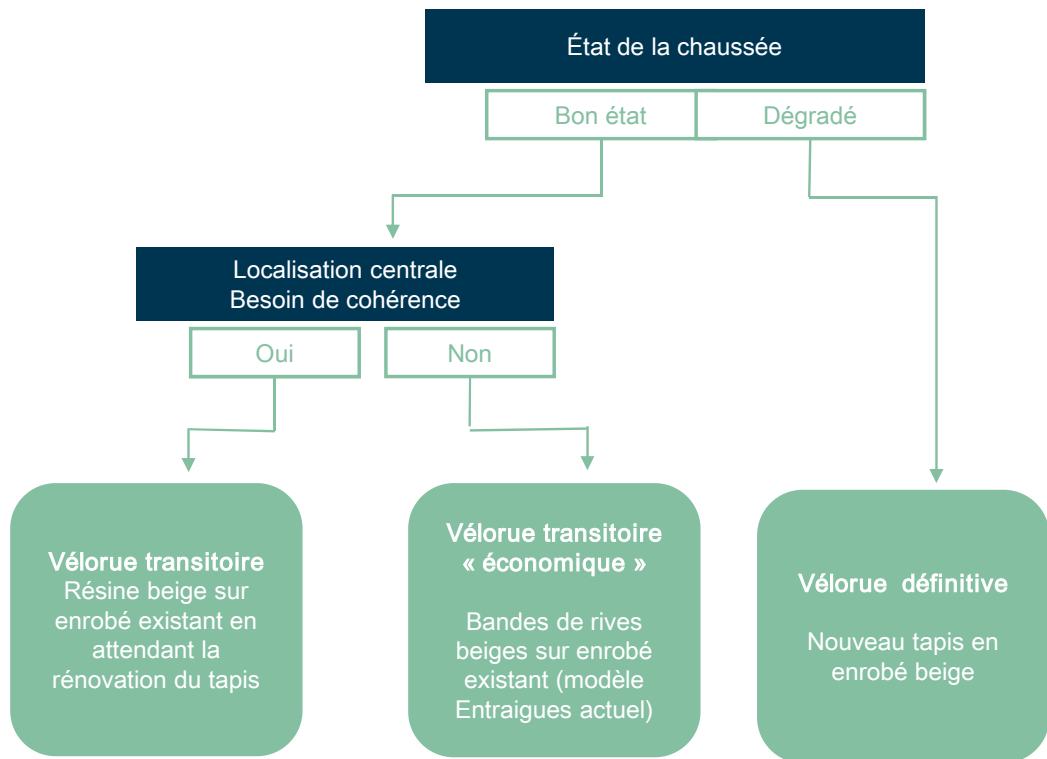 État de la chaussée
Bon état
Dégradé
Localisation centrale
Besoin de cohérence
Oui
Non
Vélorue transitoire
Résine beige sur
enrobé existant en
attendant la
rénovation du tapis
Vélorue transitoire
« économique »
Bandes de rives
beiges sur enrobé
existant (modèle
Entraigues actuel)
Vélorue définitive
Nouveau tapis en
enrobé beige